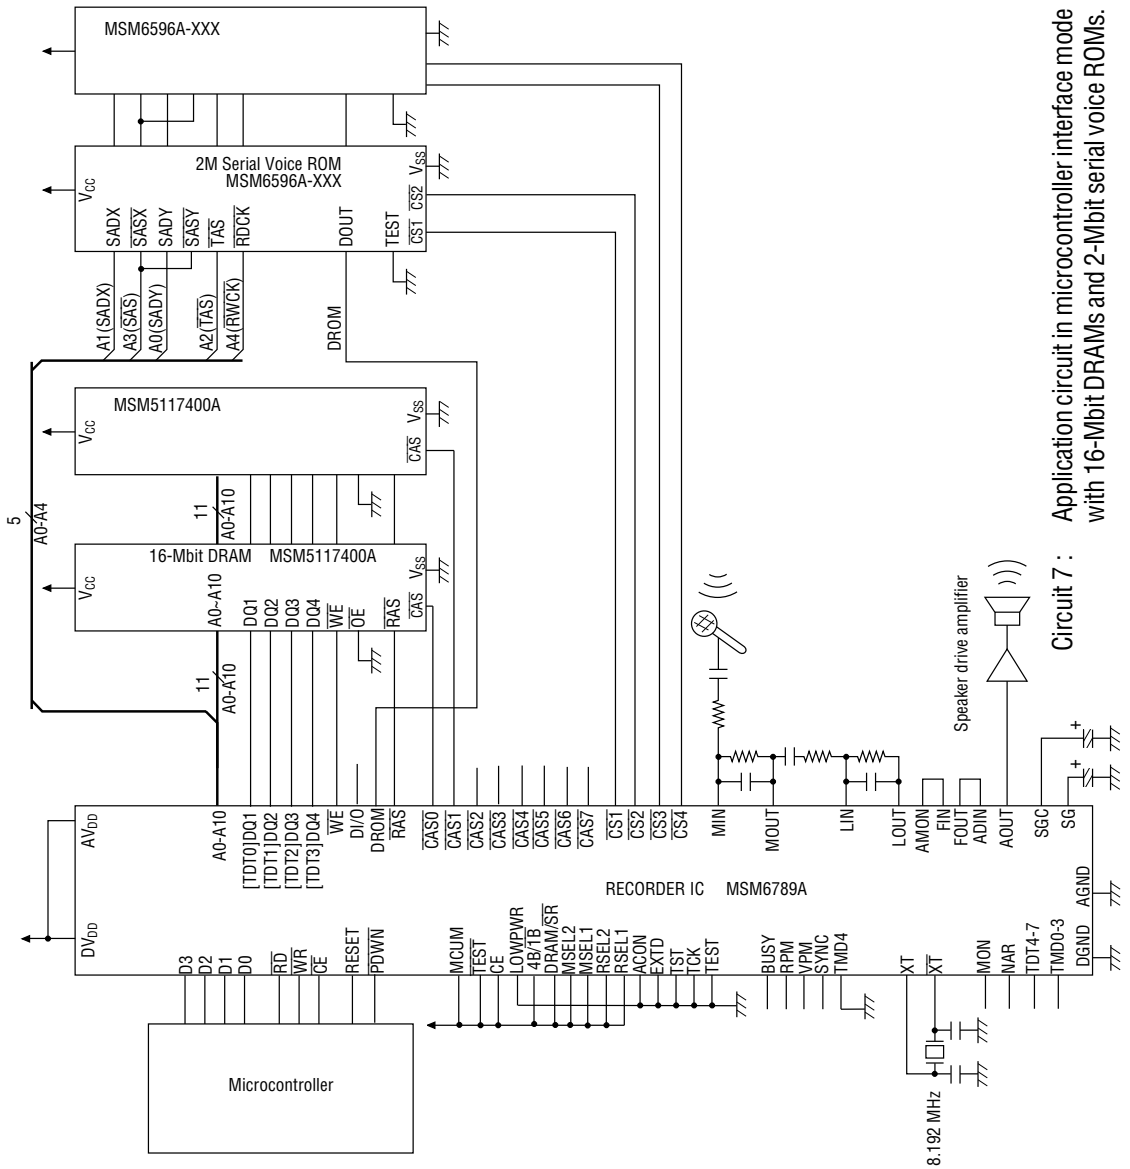 MSM6596A-XXX
2M Serial Voice ROM
MSM6596A-XXX
VCC
VSS
SADX
SASX
SADY
SASY
TAS
RDCK
DOUT
TEST
CS1
CS2
A1(SADX)
A3(SAS)
A0(SADY)
A2(TAS)
A4(RWCK)
DROM
MSM5117400A
VCC
VSS
CAS
5
A0-A4
11
A0-A10
16-Mbit DRAM MSM5117400A
VCC
A0~A10
DQ1
DQ2
DQ3
DQ4
WE
OE
RAS
CAS
VSS
11
A0-A10
AVDD
DVDD
A0-A10
[TDT0]DQ1
[TDT1]DQ2
[TDT2]DQ3
[TDT3]DQ4
WE
DI/O
DROM
RAS
CAS0
CAS1
CAS2
CAS3
CAS4
CAS5
CAS6
CAS7
CS1
CS2
CS3
CS4
MIN
MOUT
LIN
LOUT
AMON
FIN
FOUT
ADIN
AOUT
SGC
SG
+
+
Speaker drive amplifier
RECORDER IC MSM6789A
AGND
DGND
D3
D2
D1
D0
RD
WR
CE
RESET
PDWN
MCUM
TEST
CE
LOWPWR
4B/1B
DRAM/SR
MSEL2
MSEL1
RSEL2
RSEL1
ACON
EXTD
TST
TCK
TEST
BUSY
RPM
VPM
SYNC
TMD4
XT
XT
MON
NAR
TDT4-7
TMD0-3
Microcontroller
8.192 MHz
Circuit 7 : Application circuit in microcontroller interface mode
with 16-Mbit DRAMs and 2-Mbit serial voice ROMs.